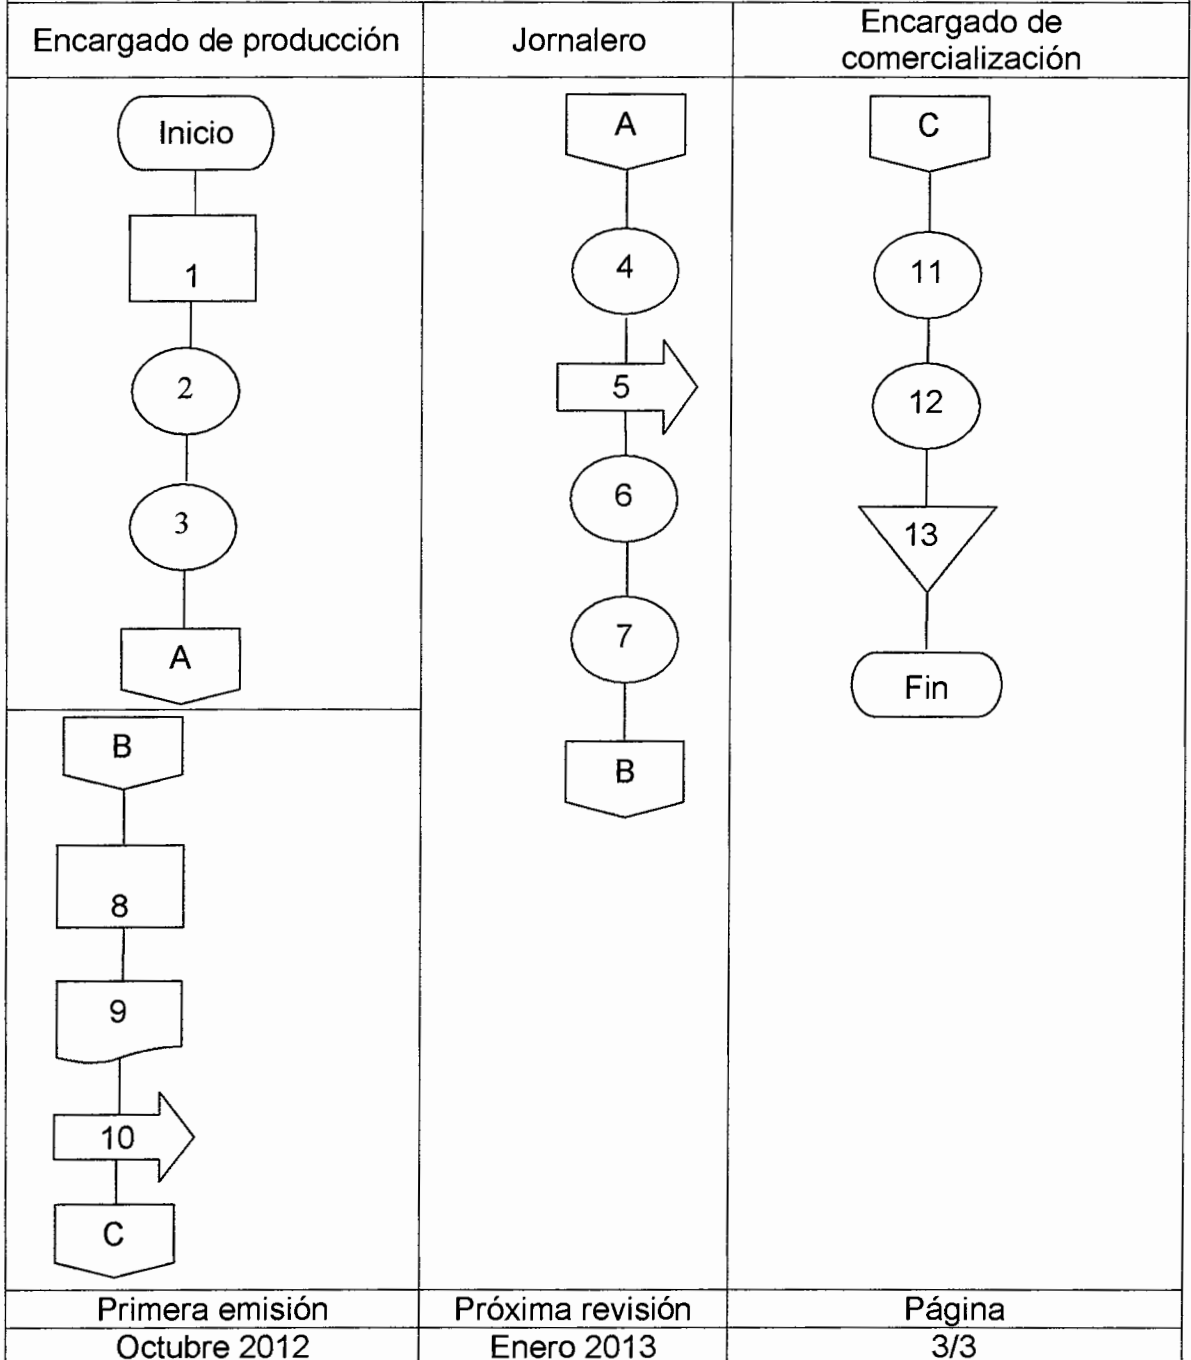 Encargado de producción
Jornalero
Encargado de
comercialización
Inicio
1
2
3
A
B
8
9
10
C
A
4
5
6
7
B
C
11
12
13
Fin
Primera emisión
Próxima revisión
Página
Octubre 2012
Enero 2013
3/3